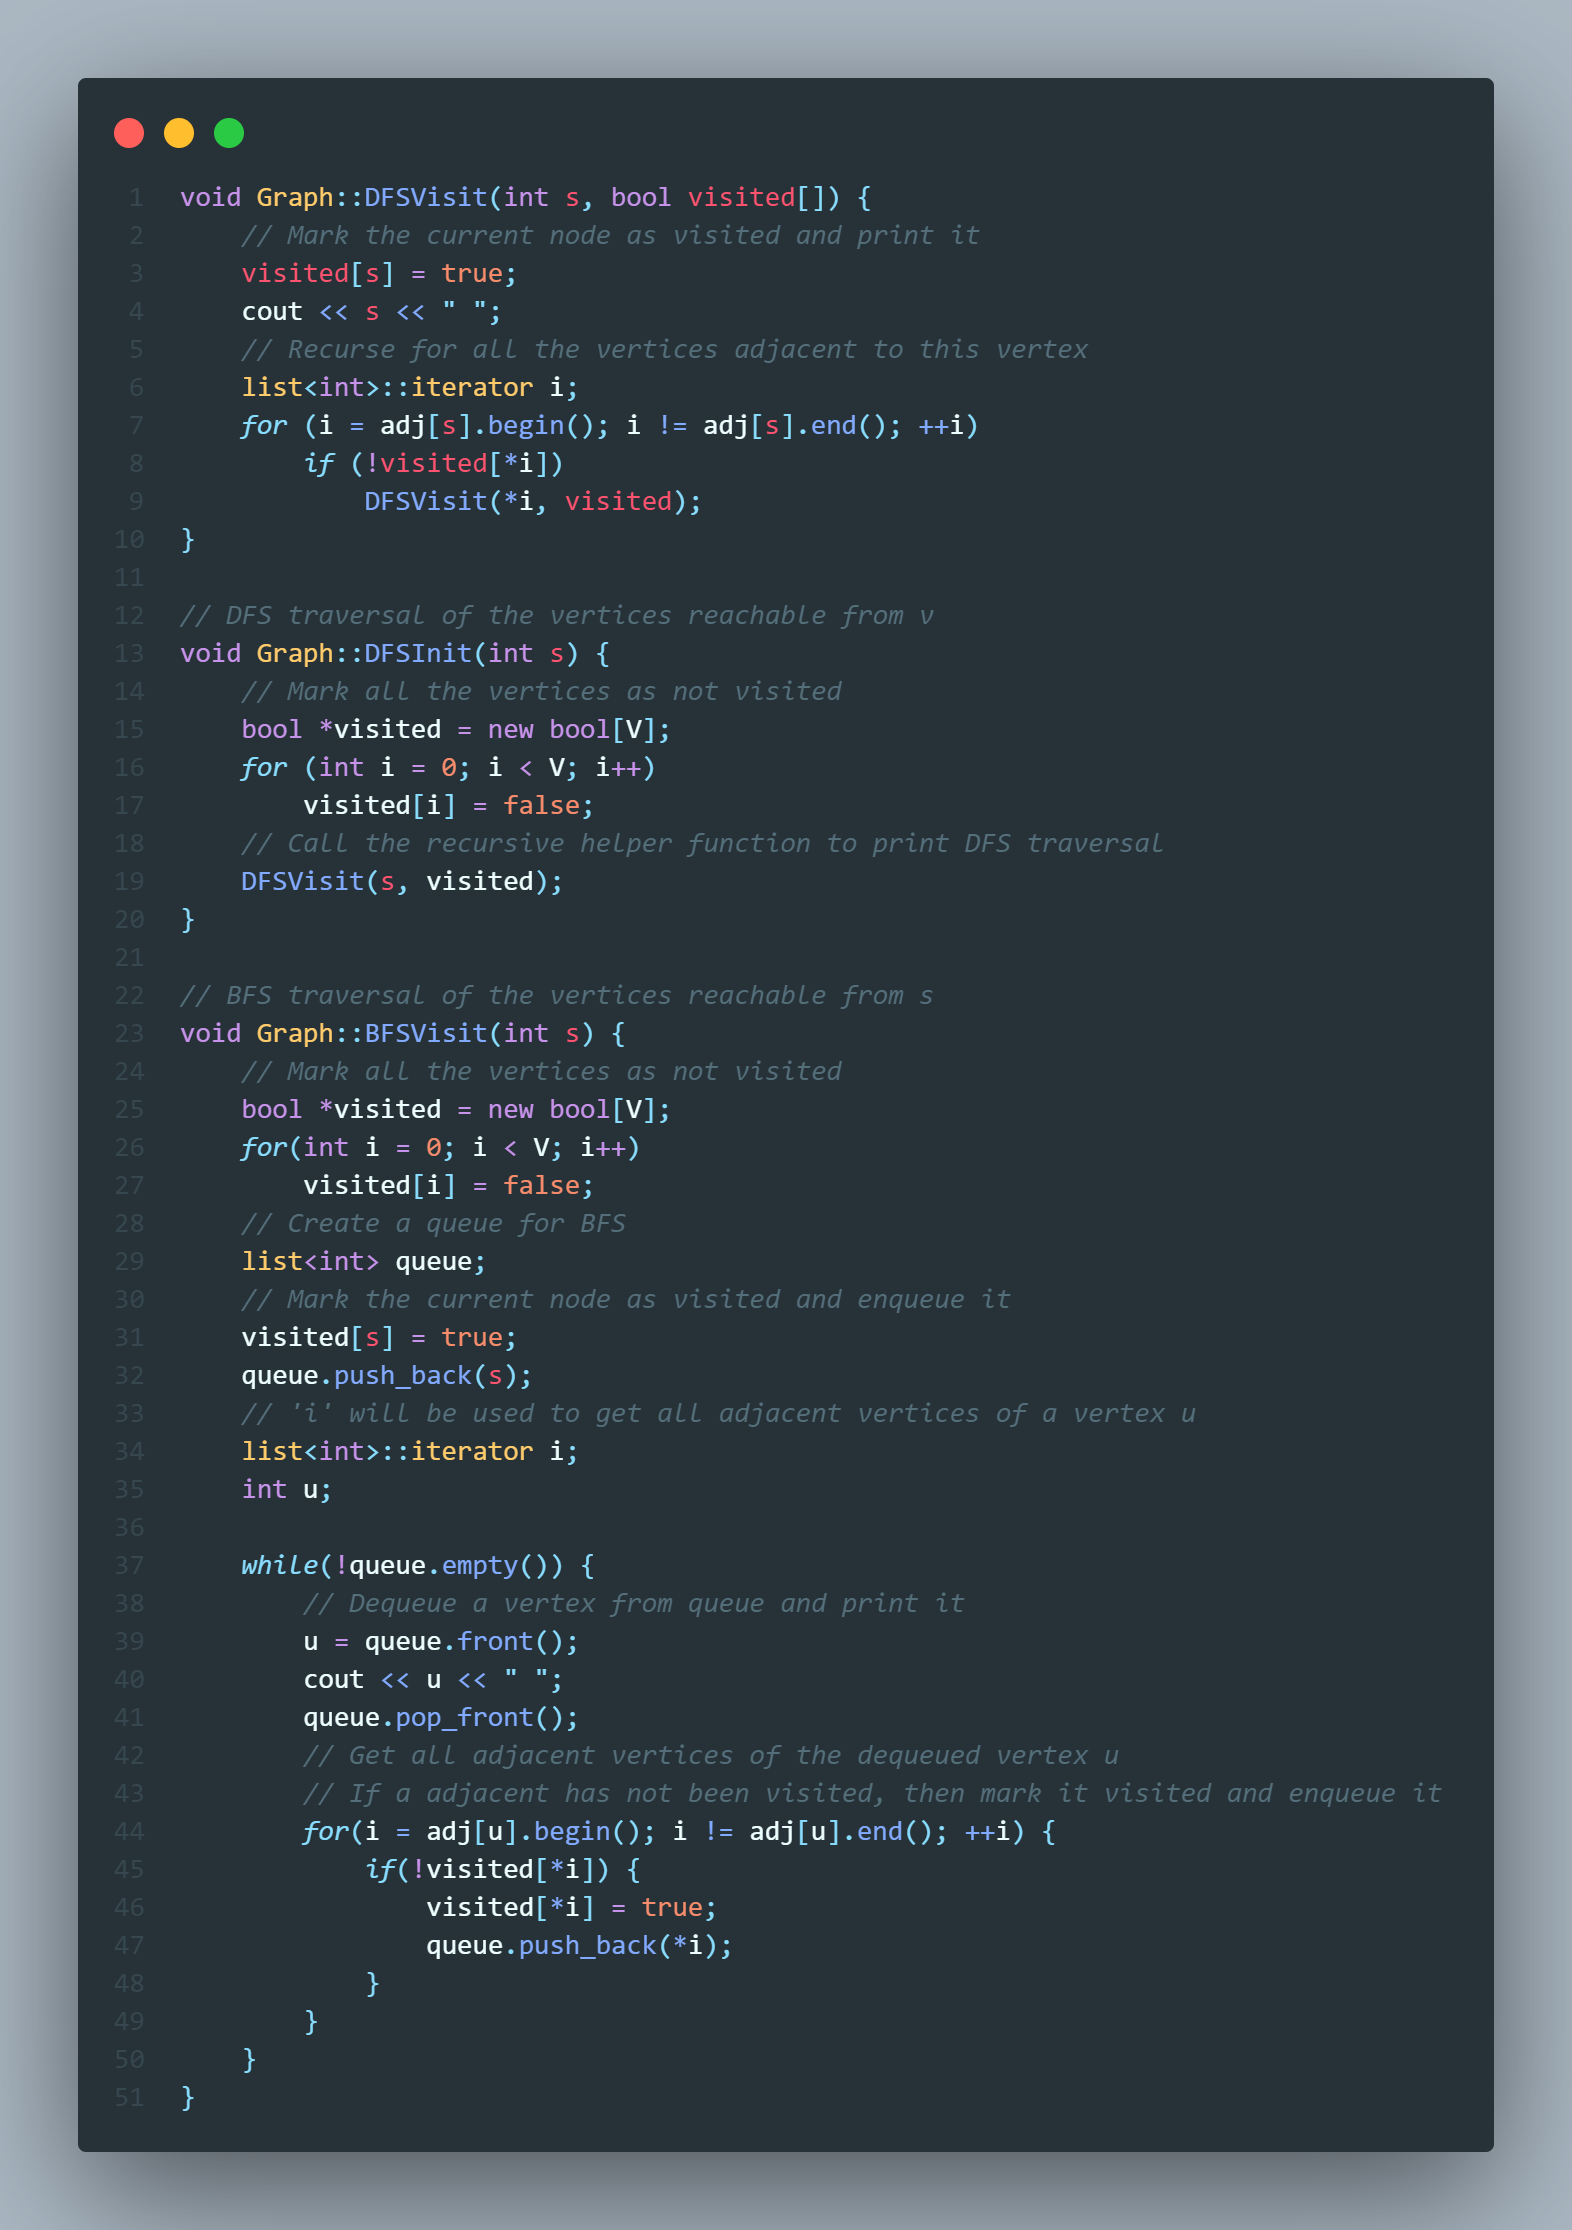 1 void Graph::DFSVisit(int s, bool visited[]) {
2     // Mark the current node as visited and print it
3     visited[s] = true;
4     cout << s << " ";
5     // Recurse for all the vertices adjacent to this vertex
6     list<int>::iterator i;
7     for (i = adj[s].begin(); i != adj[s].end(); ++i)
8         if (!visited[*i])
9             DFSVisit(*i, visited);
10 }
11
12 // DFS traversal of the vertices reachable from v
13 void Graph::DFSInit(int s) {
14     // Mark all the vertices as not visited
15     bool *visited = new bool[V];
16     for (int i = 0; i < V; i++)
17         visited[i] = false;
18     // Call the recursive helper function to print DFS traversal
19     DFSVisit(s, visited);
20 }
21
22 // BFS traversal of the vertices reachable from s
23 void Graph::BFSVisit(int s) {
24     // Mark all the vertices as not visited
25     bool *visited = new bool[V];
26     for(int i = 0; i < V; i++)
27         visited[i] = false;
28     // Create a queue for BFS
29     list<int> queue;
30     // Mark the current node as visited and enqueue it
31     visited[s] = true;
32     queue.push_back(s);
33     // 'i' will be used to get all adjacent vertices of a vertex u
34     list<int>::iterator i;
35     int u;
36
37     while(!queue.empty()) {
38         // Dequeue a vertex from queue and print it
39         u = queue.front();
40         cout << u << " ";
41         queue.pop_front();
42         // Get all adjacent vertices of the dequeued vertex u
43         // If a adjacent has not been visited, then mark it visited and enqueue it
44         for(i = adj[u].begin(); i != adj[u].end(); ++i) {
45             if(!visited[*i]) {
46                 visited[*i] = true;
47                 queue.push_back(*i);
48             }
49         }
50     }
51 }